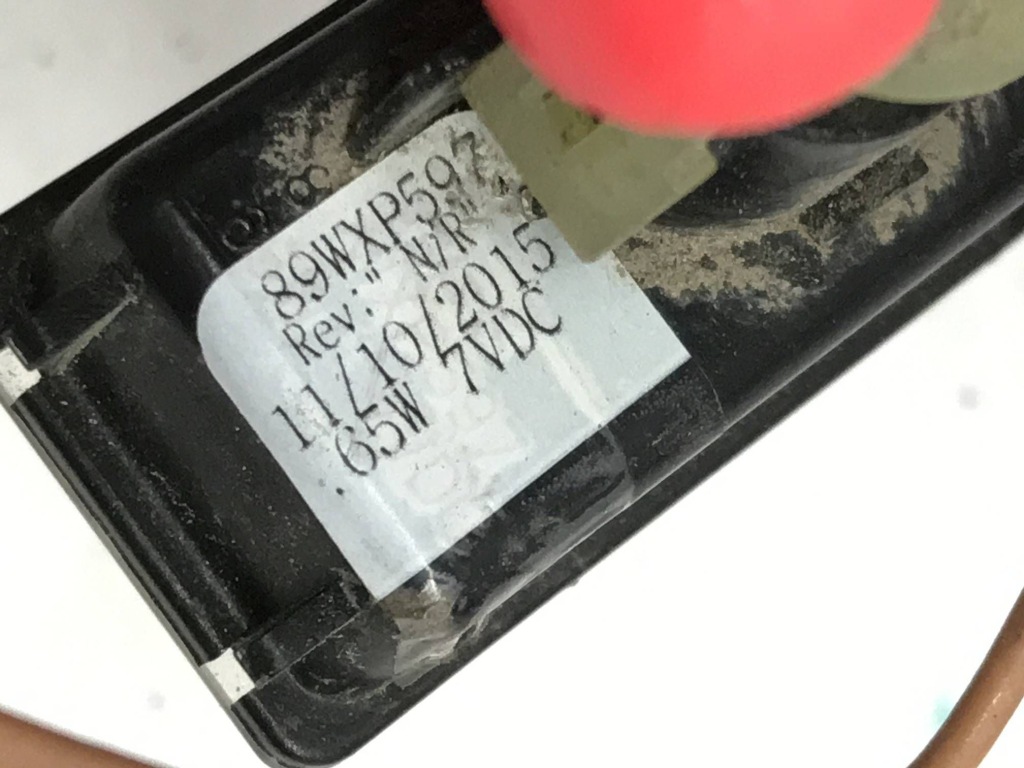 89WXP597
Rev:" N/R"
11/10/2015
.65W 7VDC